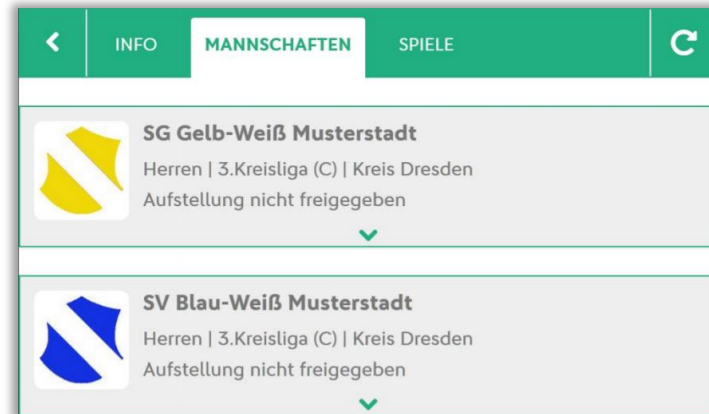 INFO MANNSCHAFTEN SPIELE
SG Gelb-Weiß Musterstadt
Herren | 3.Kreisliga (C) | Kreis Dresden
Aufstellung nicht freigegeben
SV Blau-Weiß Musterstadt
Herren | 3.Kreisliga (C) | Kreis Dresden
Aufstellung nicht freigegeben